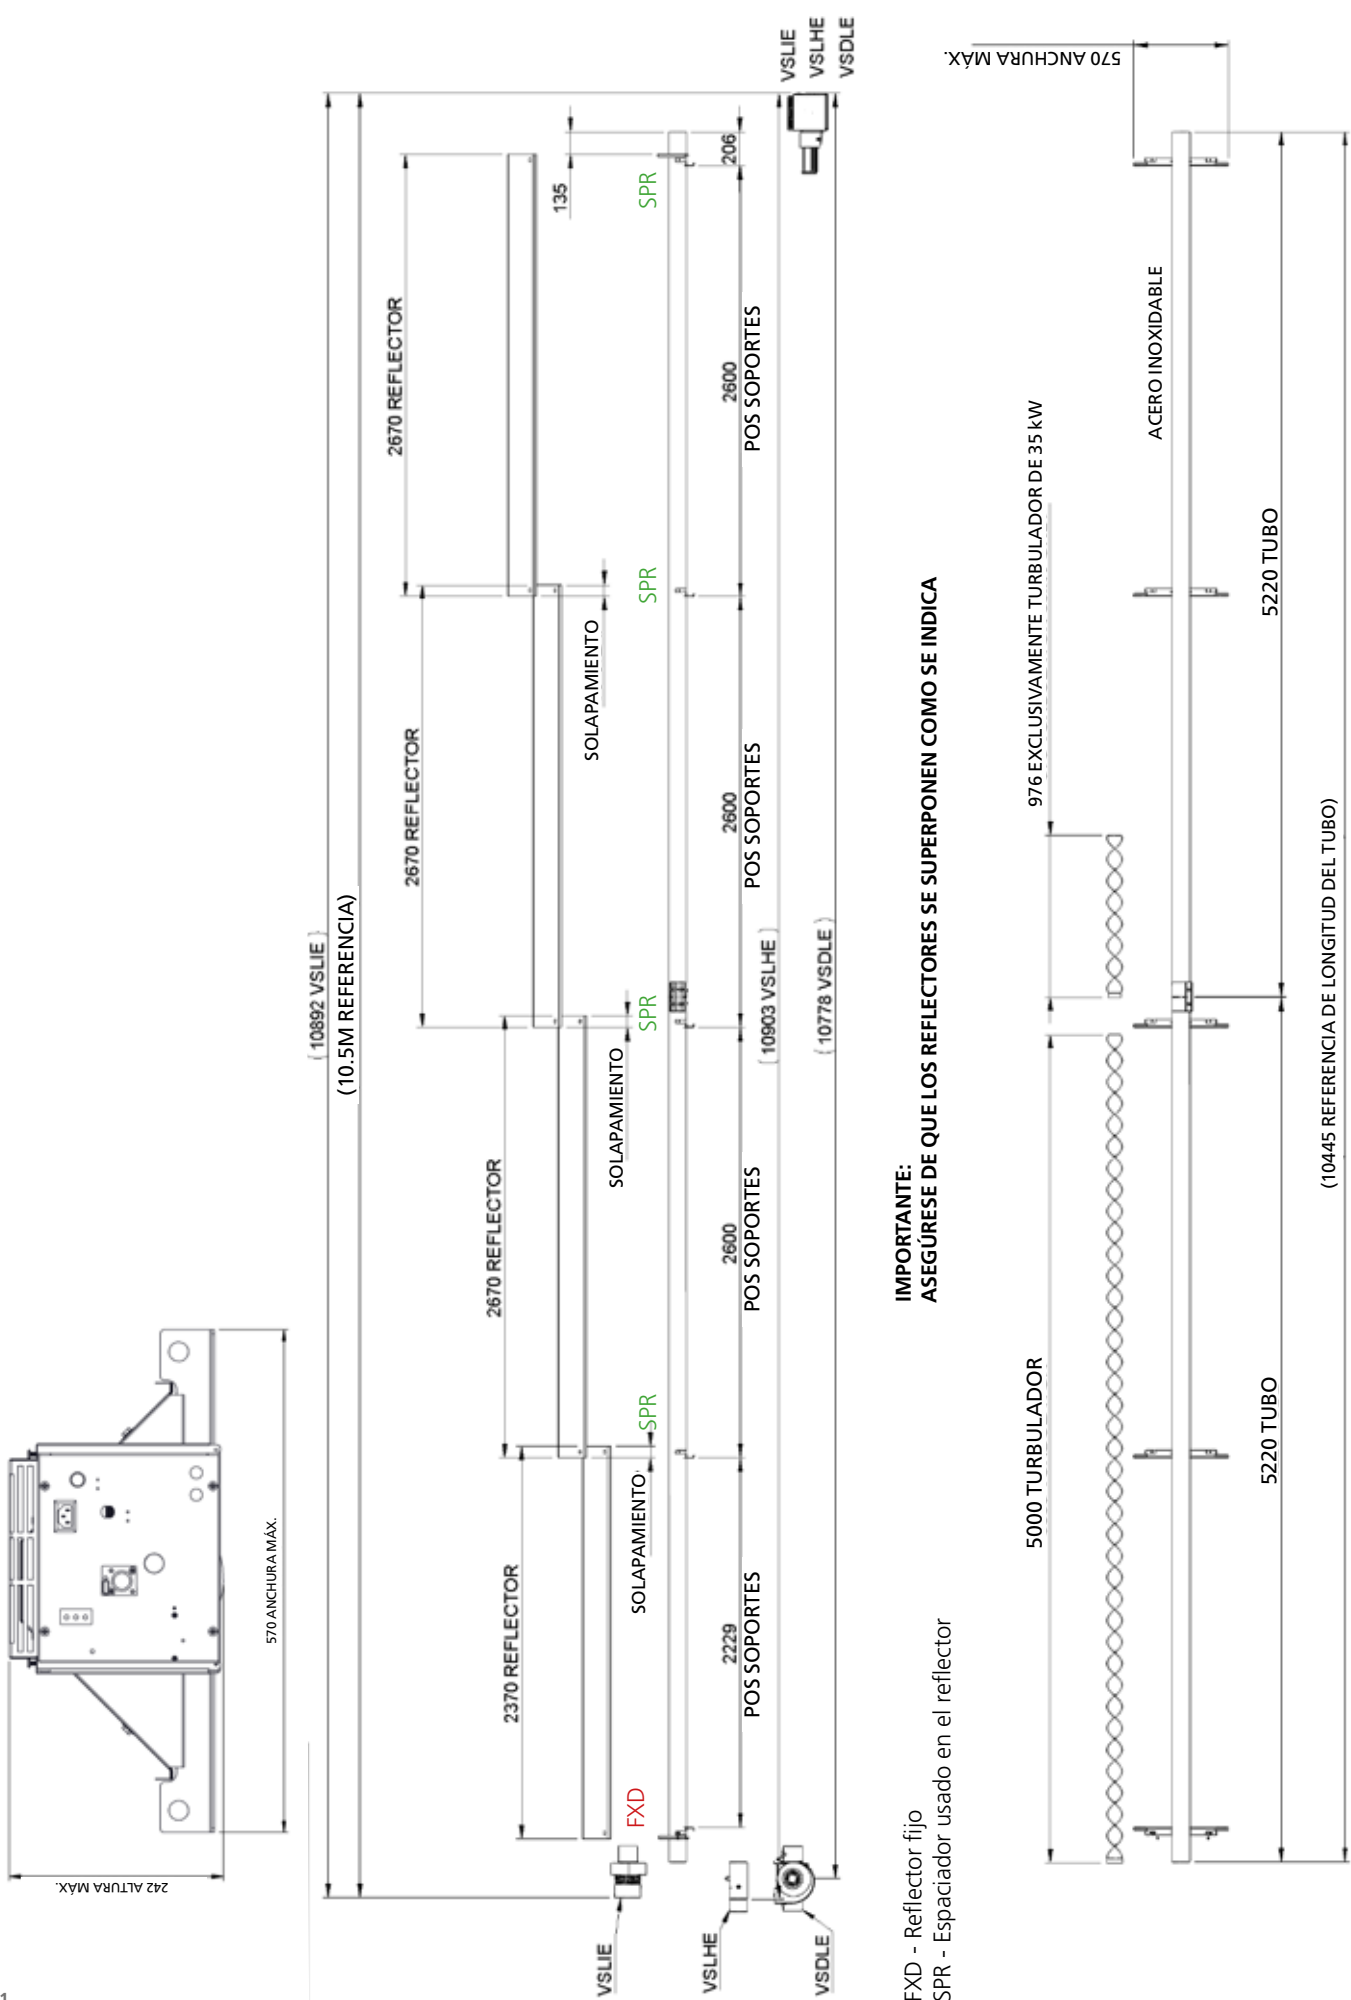 242 ALTURA MÁX.
570 ANCHURA MÁX.
( 10892 VSLIE )
(10.5M REFERENCIA)
2370 REFLECTOR
2670 REFLECTOR
2670 REFLECTOR
2670 REFLECTOR
SOLAPAMIENTO
SOLAPAMIENTO
SOLAPAMIENTO
135
VSLIE
FXD
SPR
SPR
SPR
SPR
2229
POS SOPORTES
2600
POS SOPORTES
2600
POS SOPORTES
2600
POS SOPORTES
206
VSLHE
VSDLE
(10903 VSLHE)
(10778 VSDLE)
VSLIE
VSLHE
VSDLE
FXD - Reflector fijo
SPR - Espaciador usado en el reflector
IMPORTANTE:
ASEGÚRESE DE QUE LOS REFLECTORES SE SUPERPONEN COMO SE INDICA
5000 TURBULADOR
976 EXCLUSIVAMENTE TURBULADOR DE 35 kW
570 ANCHURA MÁX.
ACERO INOXIDABLE
5220 TUBO
5220 TUBO
(10445 REFERENCIA DE LONGITUD DEL TUBO)